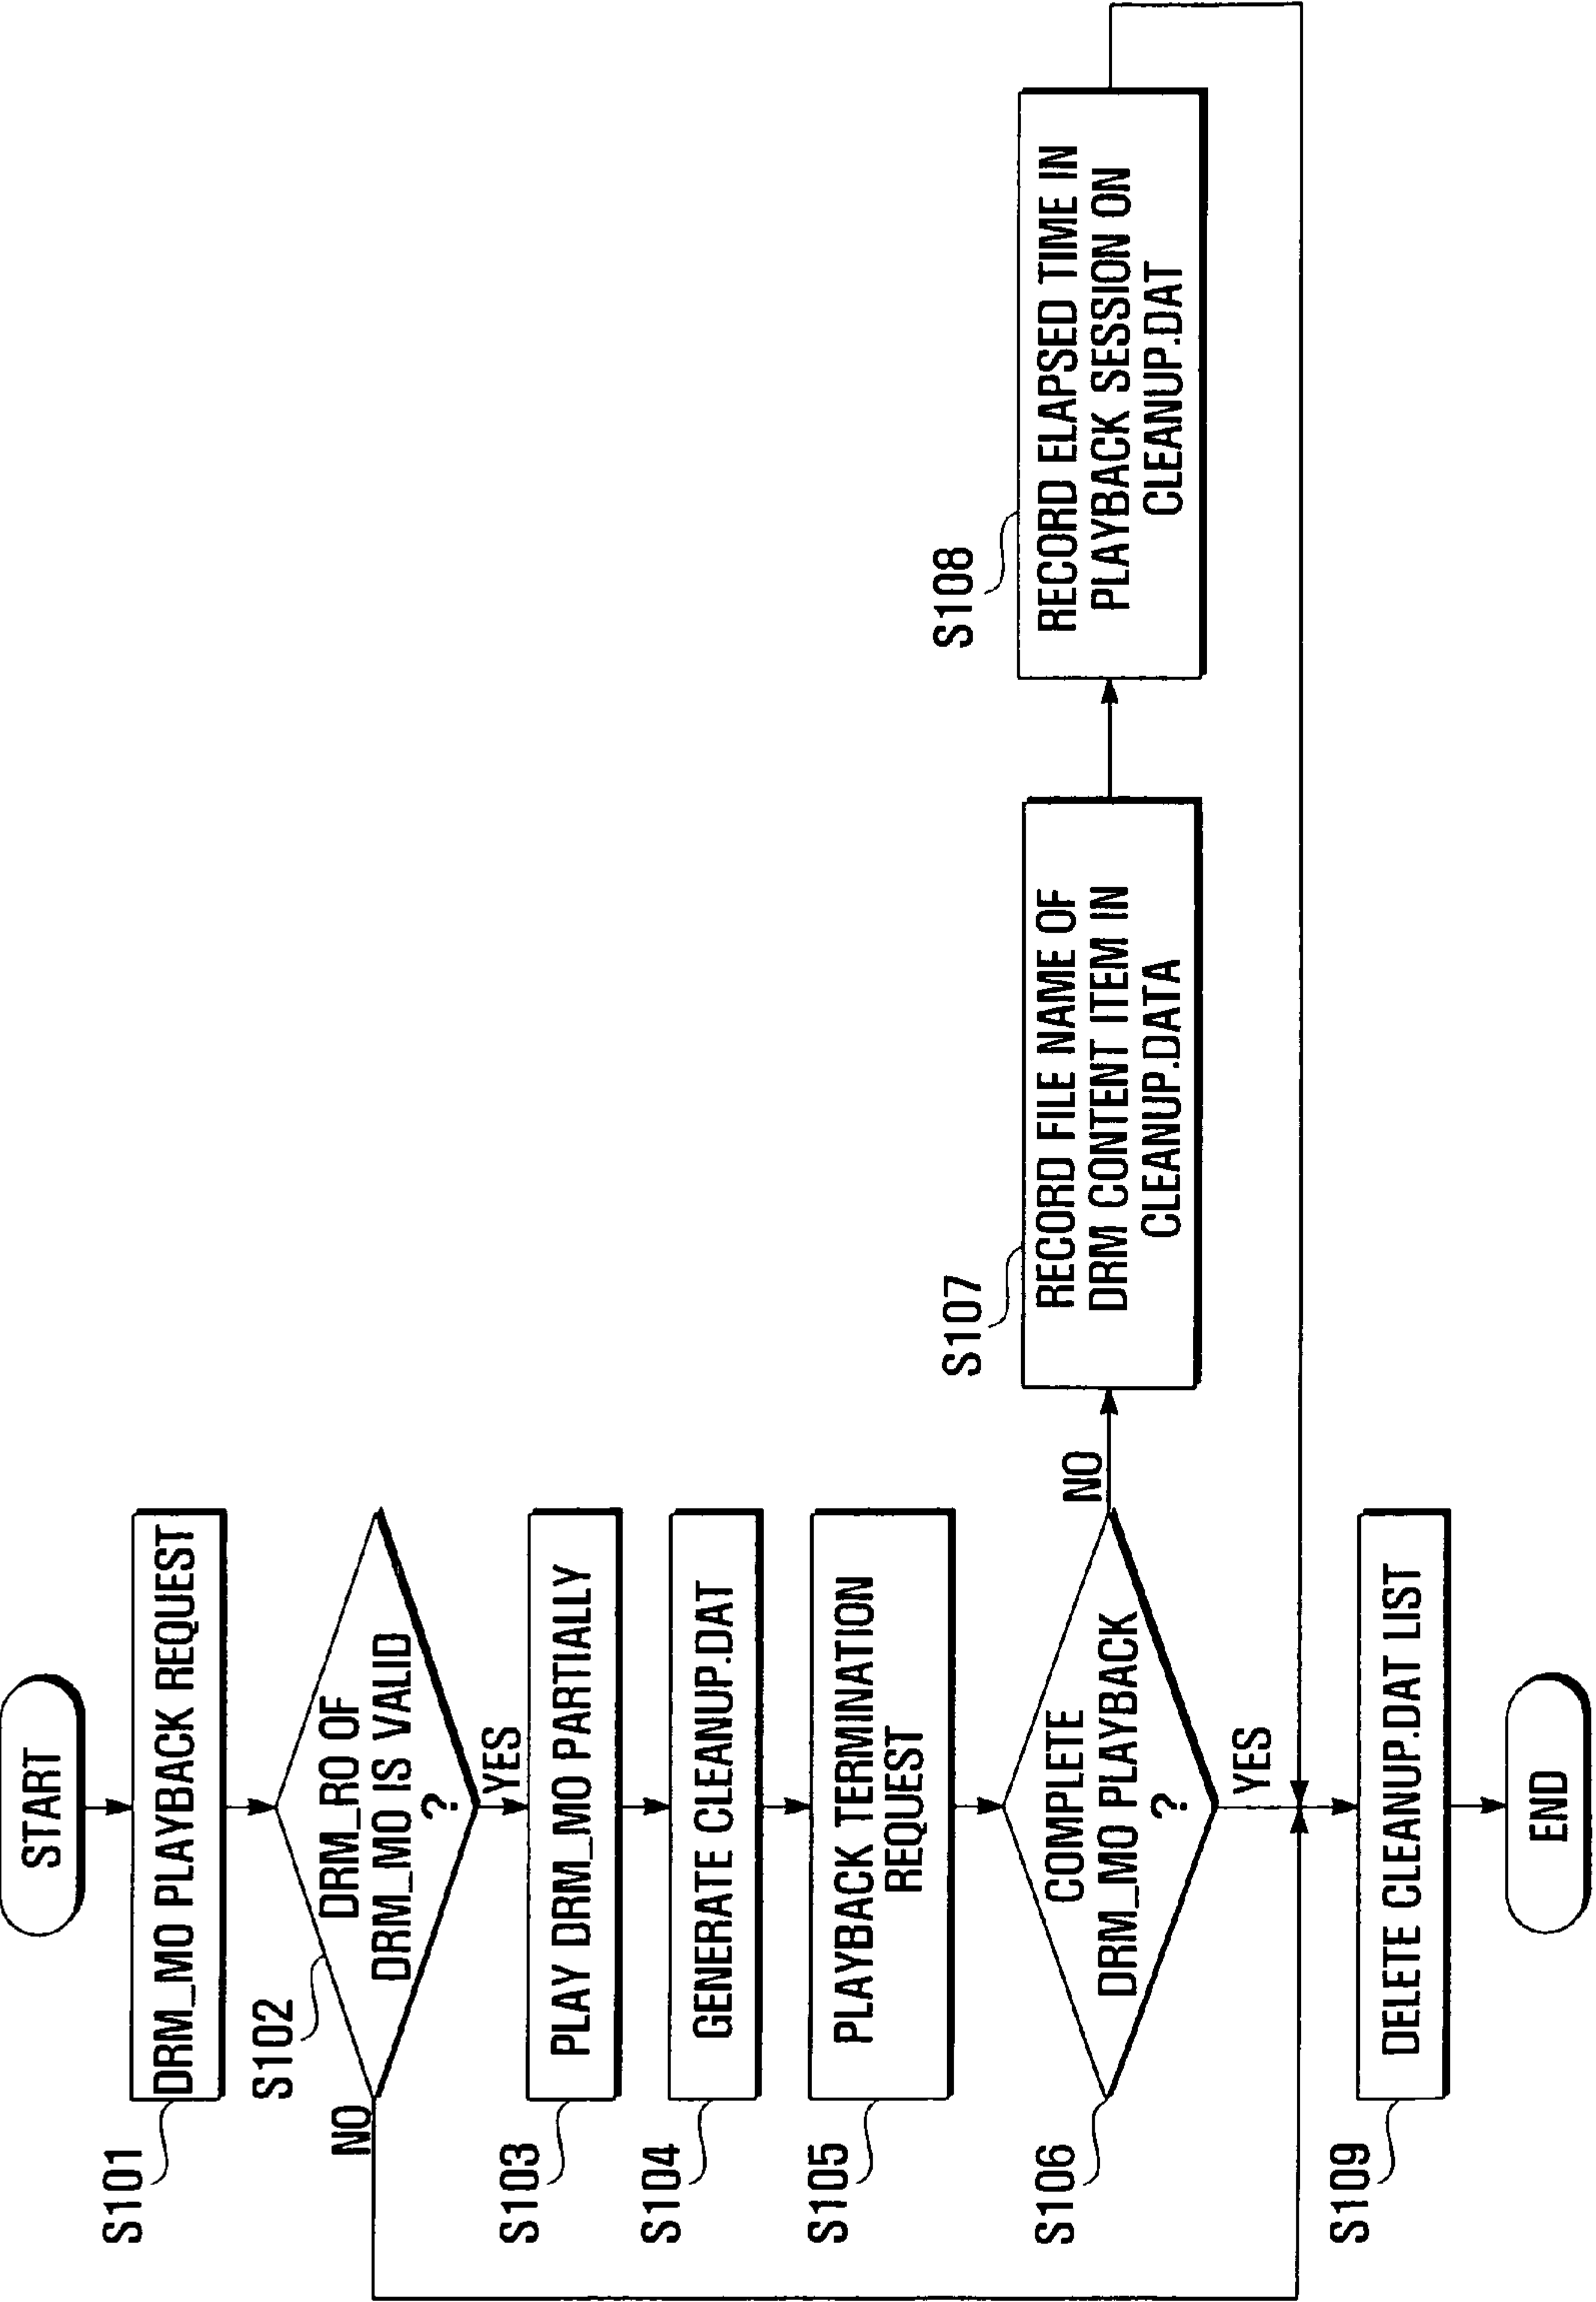 START
S101
DRM_MO PLAYBACK REQUEST
S102
DRM_RO OF
DRM_MO IS VALID
?
NO
YES
S103
PLAY DRM_MO PARTIALLY
S104
GENERATE CLEANUP.DAT
S105
PLAYBACK TERMINATION
REQUEST
S106
COMPLETE
DRM_MO PLAYBACK
?
NO
YES
S107
RECORD FILE NAME OF
DRM CONTENT ITEM IN
CLEANUP.DATA
S108
RECORD ELAPSED TIME IN
PLAYBACK SESSION ON
CLEANUP.DAT
S109
DELETE CLEANUP.DAT LIST
END